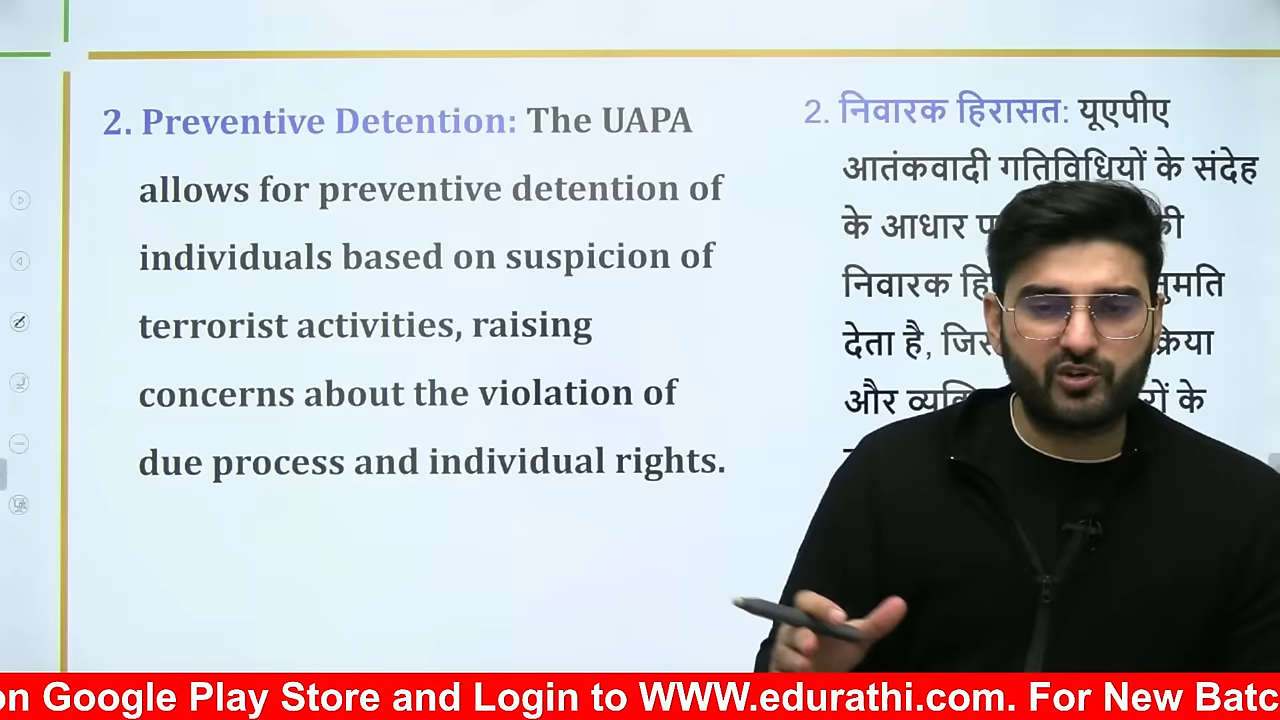 2. Preventive Detention: The UAPA
allows for preventive detention of
individuals based on suspicion of
terrorist activities, raising
concerns about the violation of
due process and individual rights.
2. निवारक हिरासत: यूएपीए
आतंकवादी गतिविधियों के संदेह
के आधार
निवारक
देता है,
और के
on Google Play Store and Login to WWW.edurathi.com. For New Batc